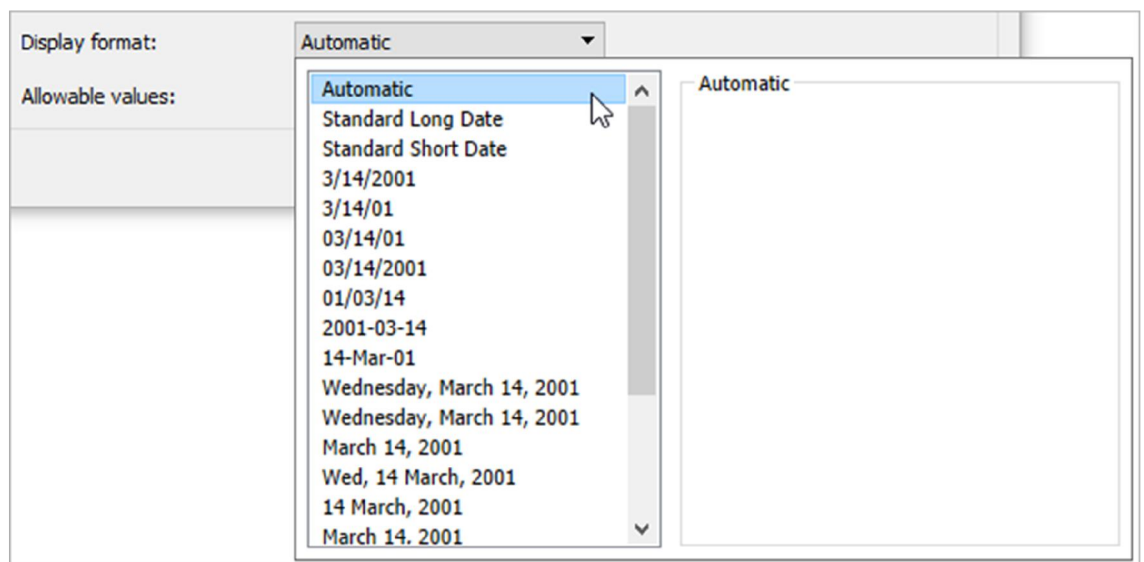 Display format:
Automatic
Allowable values:
Automatic
Standard Long Date
Standard Short Date
3/14/2001
3/14/01
03/14/01
03/14/2001
01/03/14
2001-03-14
14-Mar-01
Wednesday, March 14, 2001
Wednesday, March 14, 2001
March 14, 2001
Wed, 14 March, 2001
14 March, 2001
March 14, 2001
Automatic